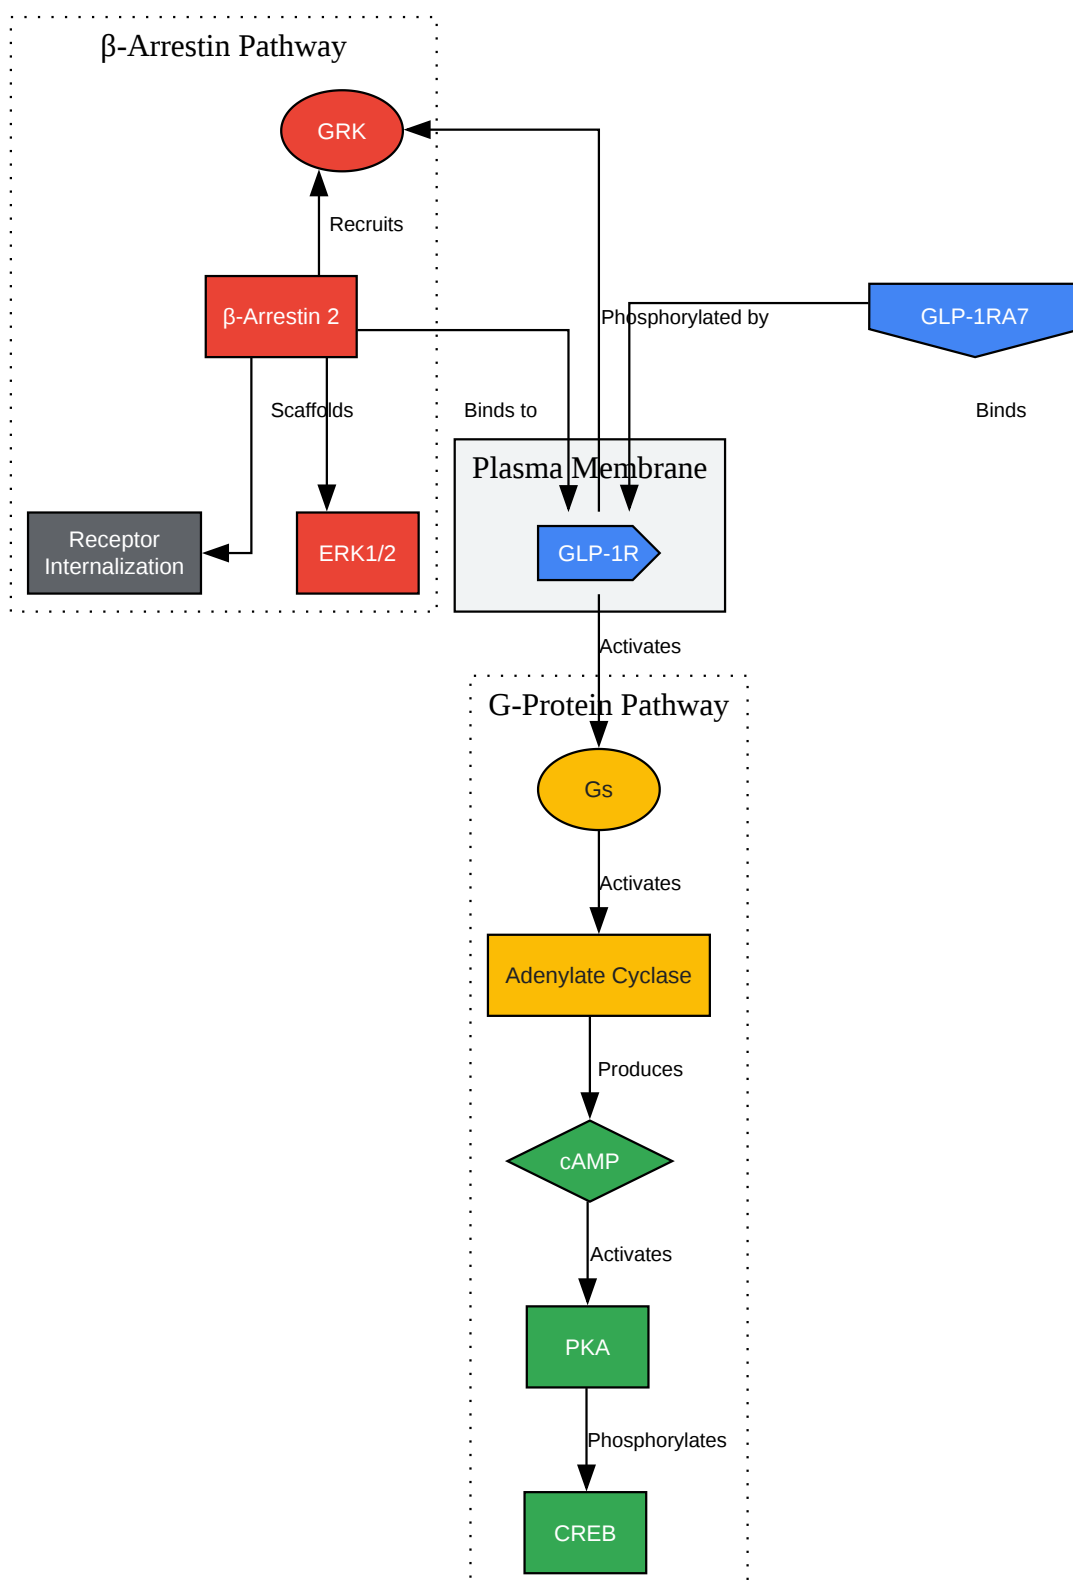 β-Arrestin Pathway
GRK
Recruits
β-Arrestin 2
Phosphorylated by
GLP-1RA7
Scaffolds
Binds to
Binds
Plasma Membrane
Receptor
Internalization
ERK1/2
GLP-1R
Activates
G-Protein Pathway
Gs
Activates
Adenylate Cyclase
Produces
cAMP
Activates
PKA
Phosphorylates
CREB